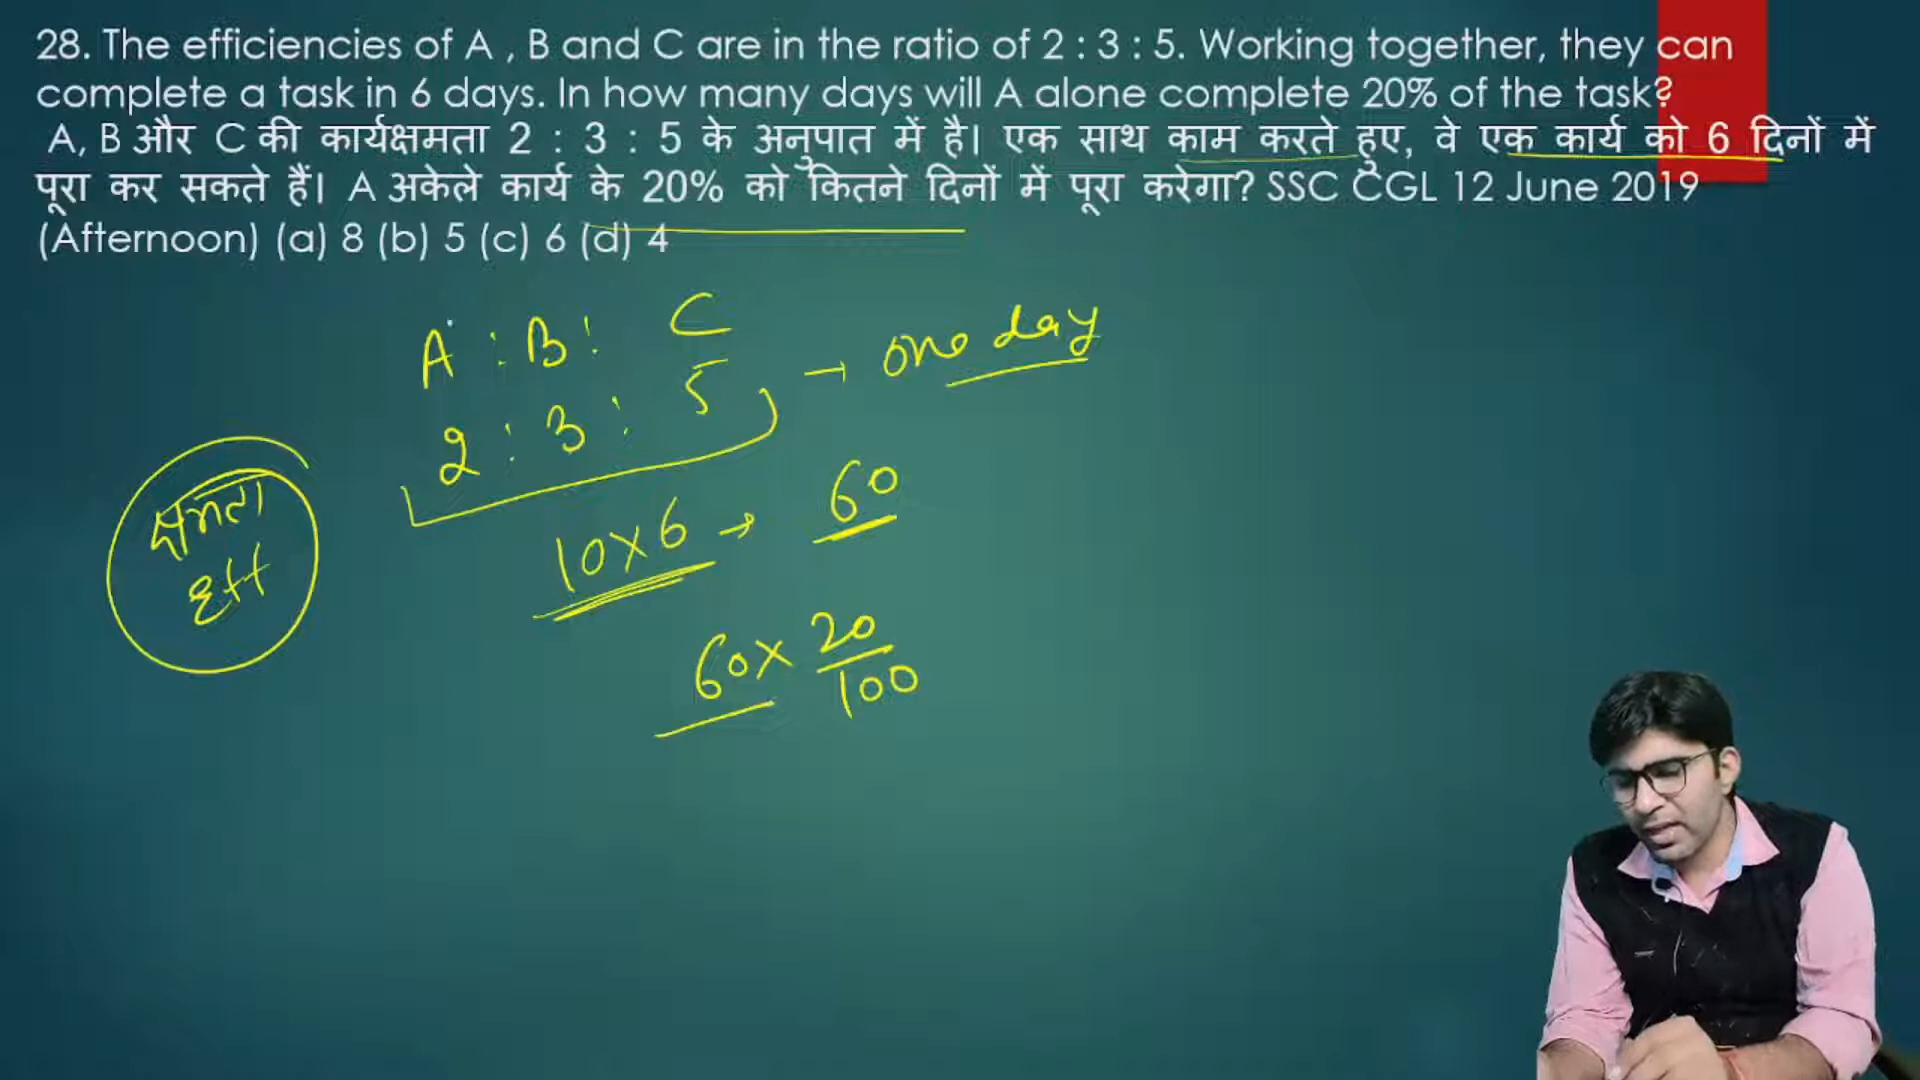 28. The efficiencies of A , B and C are in the ratio of 2 : 3 : 5. Working together, they can
complete a task in 6 days. In how many days will A alone complete 20% of the task?
A, B और C की कार्यक्षमता 2 : 3 : 5 के अनुपात में है। एक साथ काम करते हुए, वे एक कार्य को 6 दिनों में
पूरा कर सकते हैं। A अकेले कार्य के 20% को कितने दिनों में पूरा करेगा? SSC CGL 12 June 2019
(Afternoon) (a) 8 (b) 5 (c) 6 (d) 4
A : B : C
2 : 3 : 5 → one day
क्षमता
Eff
10x6 → 60
60x 20/100